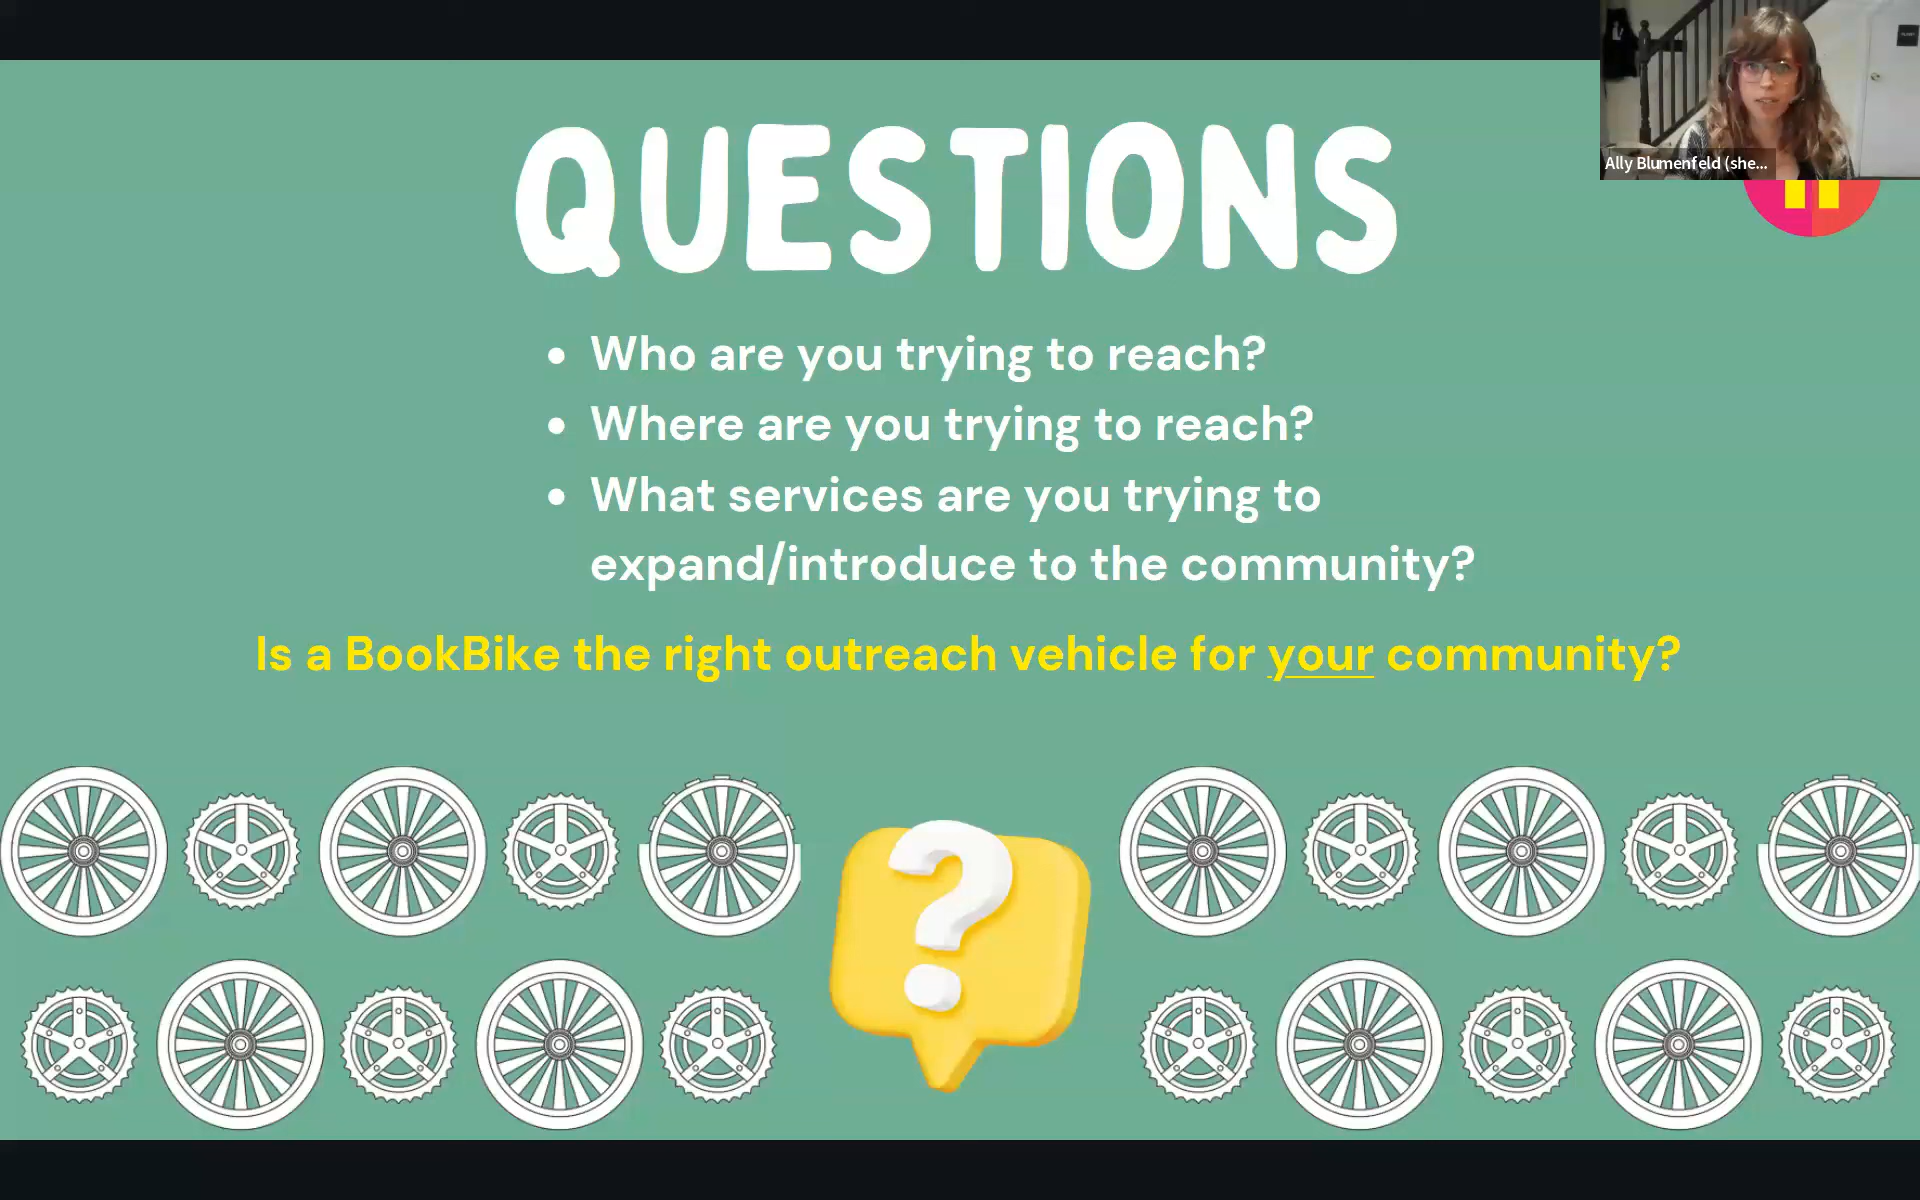 QUESTIONS
Ally Blumenfeld (she...
• Who are you trying to reach?
• Where are you trying to reach?
• What services are you trying to
expand/introduce to the community?
Is a BookBike the right outreach vehicle for your community?
?